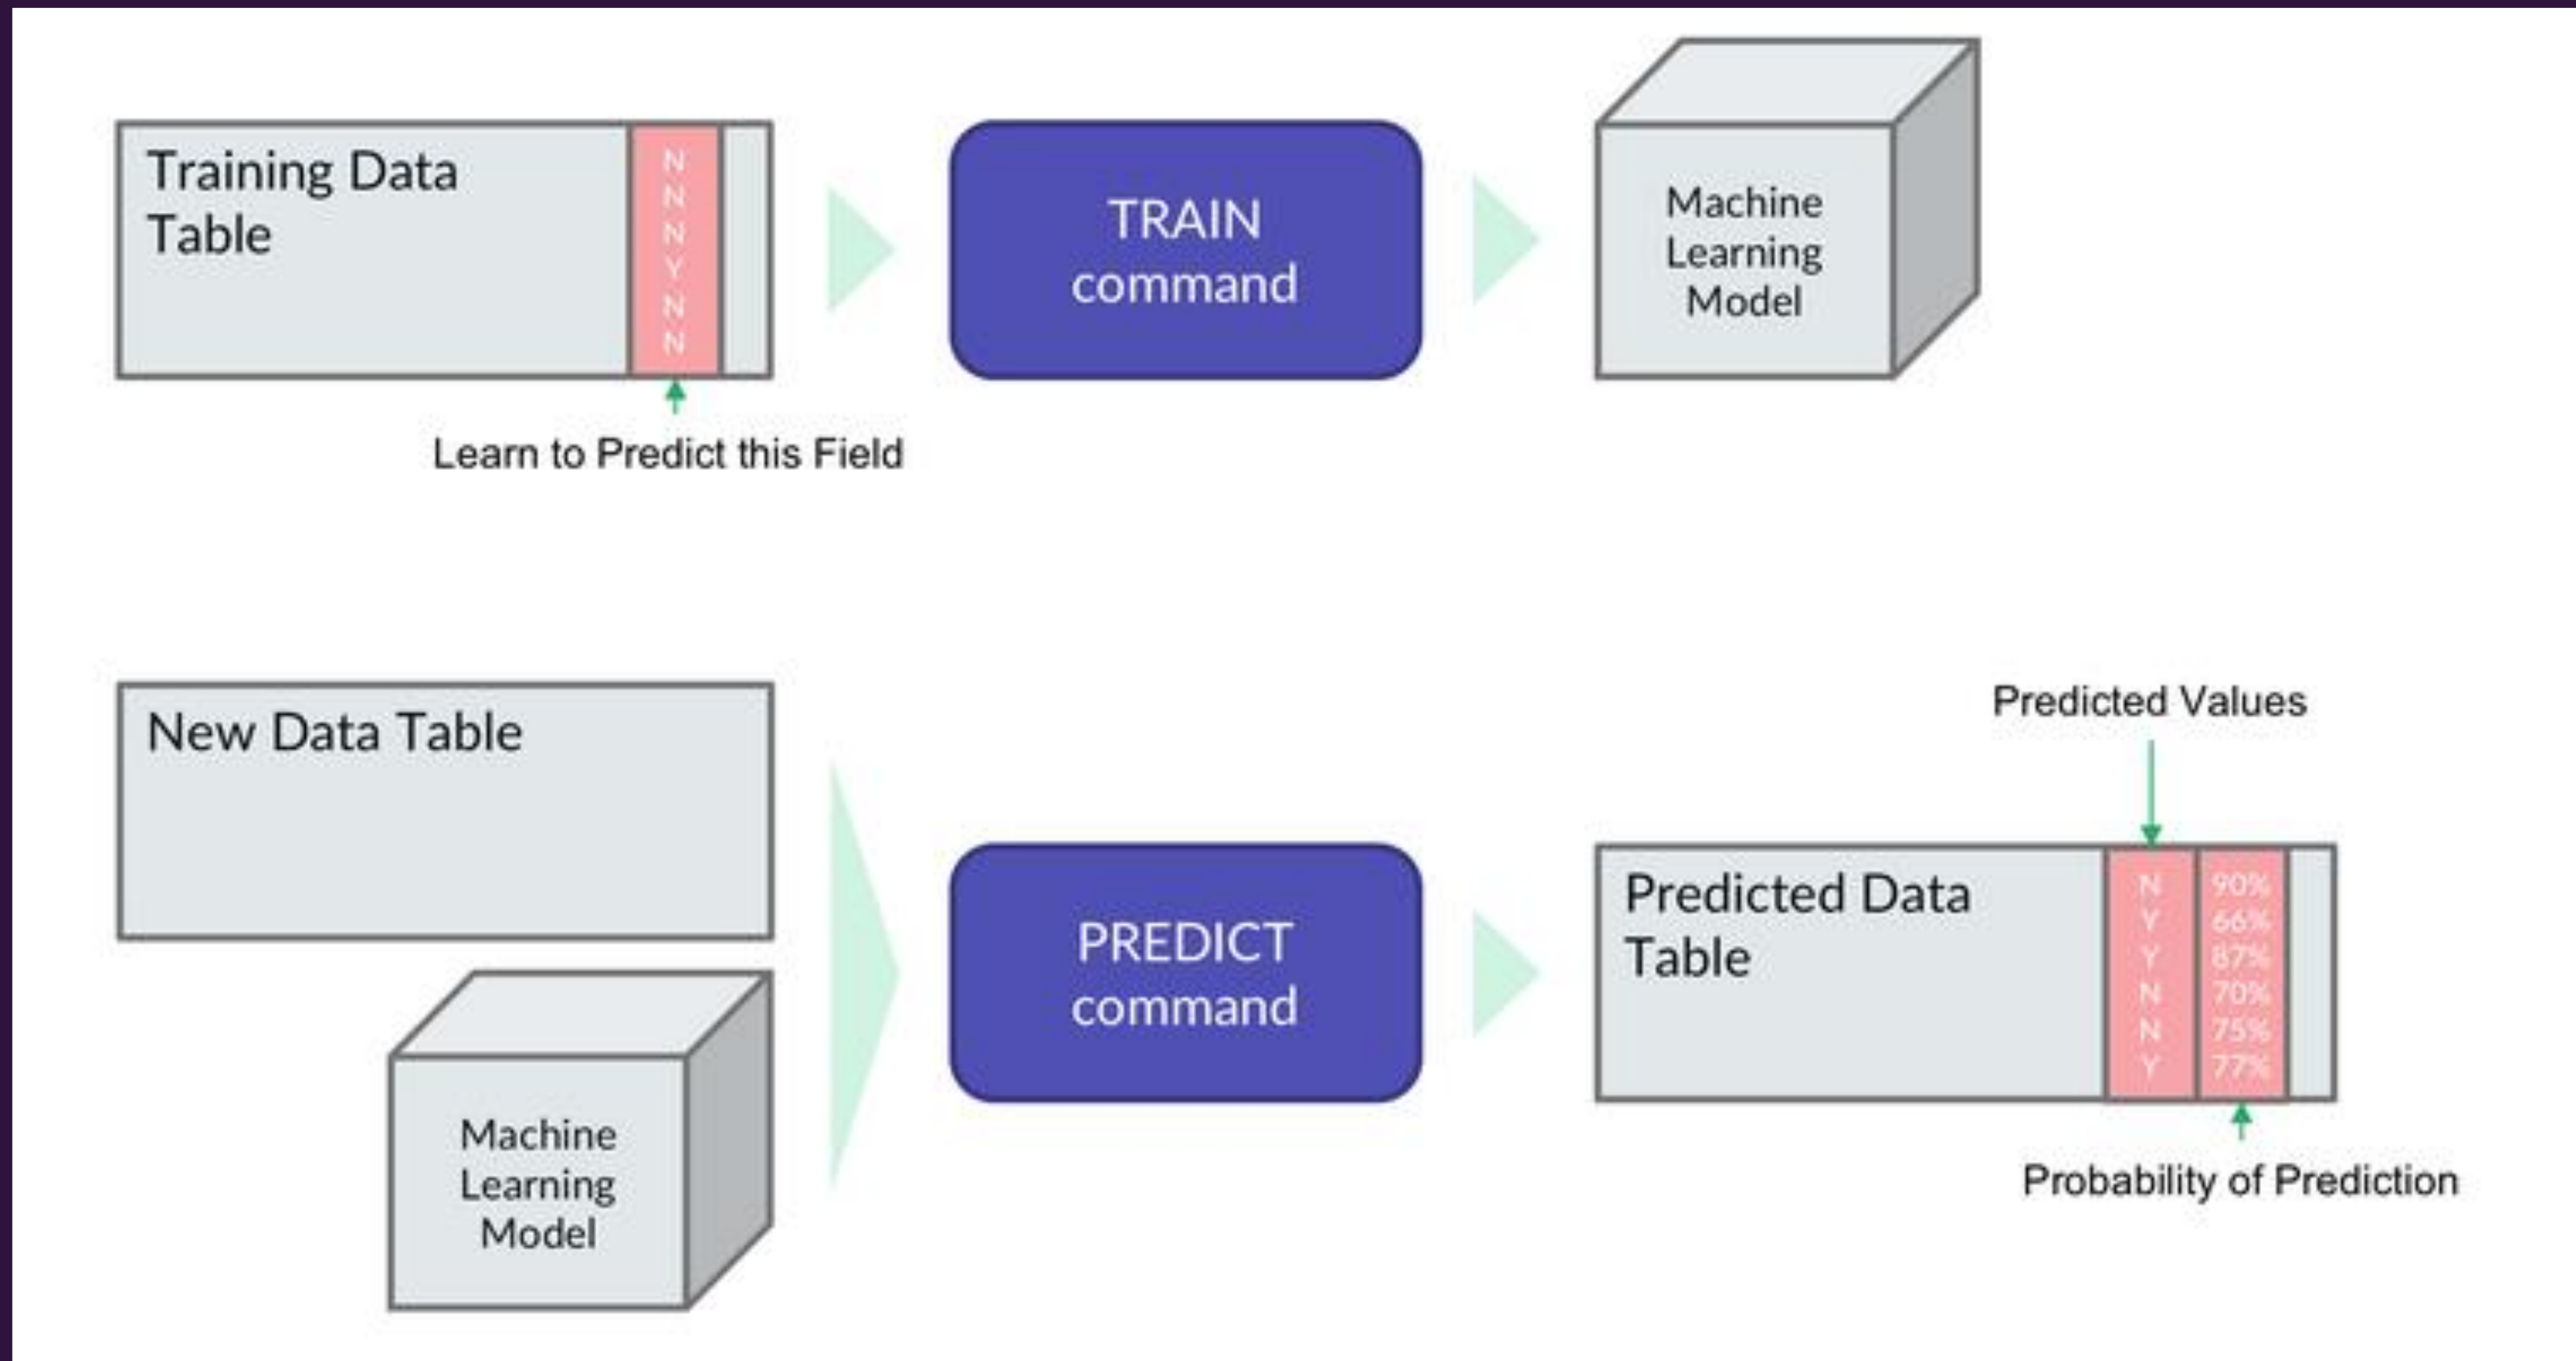 Training Data
Table
N
N
N
Y
N
N
Learn to Predict this Field
TRAIN
command
Machine
Learning
Model
New Data Table
Machine
Learning
Model
PREDICT
command
Predicted Values
Predicted Data
Table
N
Y
Y
N
N
Y
90%
66%
87%
70%
75%
77%
Probability of Prediction